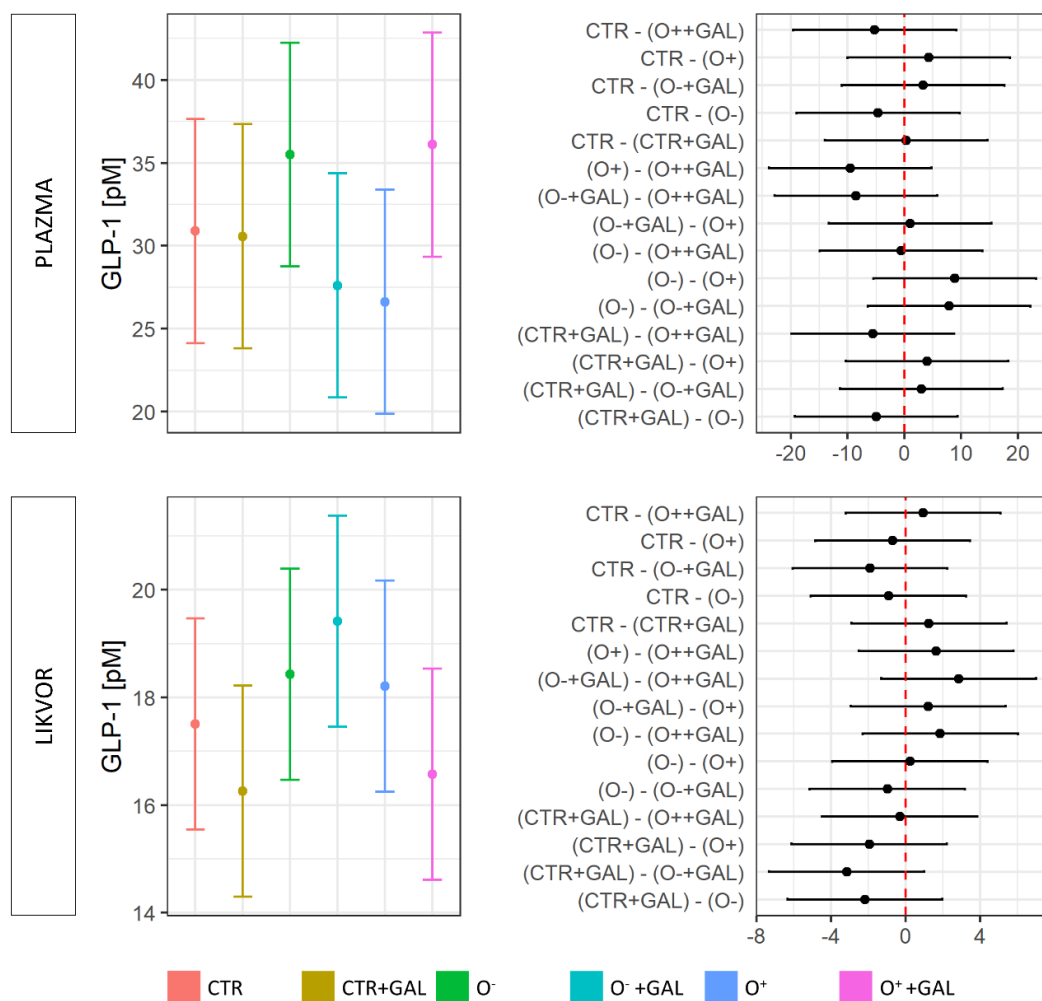 PLAZMA
GLP-1 [pM]
40
35
30
25
20
CTR - (O++GAL)
CTR - (O+)
CTR - (O-+GAL)
CTR - (O-)
CTR - (CTR+GAL)
(O+) - (O++GAL)
(O-+GAL) - (O++GAL)
(O-+GAL) - (O+)
(O-) - (O++GAL)
(O-) - (O+)
(O-) - (O-+GAL)
(CTR+GAL) - (O++GAL)
(CTR+GAL) - (O+)
(CTR+GAL) - (O-+GAL)
(CTR+GAL) - (O-)
-20 -10 0 10 20
LIKVOR
GLP-1 [pM]
20
18
16
14
CTR - (O++GAL)
CTR - (O+)
CTR - (O-+GAL)
CTR - (O-)
CTR - (CTR+GAL)
(O+) - (O++GAL)
(O-+GAL) - (O++GAL)
(O-+GAL) - (O+)
(O-) - (O++GAL)
(O-) - (O+)
(O-) - (O-+GAL)
(CTR+GAL) - (O++GAL)
(CTR+GAL) - (O+)
(CTR+GAL) - (O-+GAL)
(CTR+GAL) - (O-)
-8 -4 0 4
CTR CTR+GAL O⁻ O⁻ +GAL O⁺ O⁺ +GAL